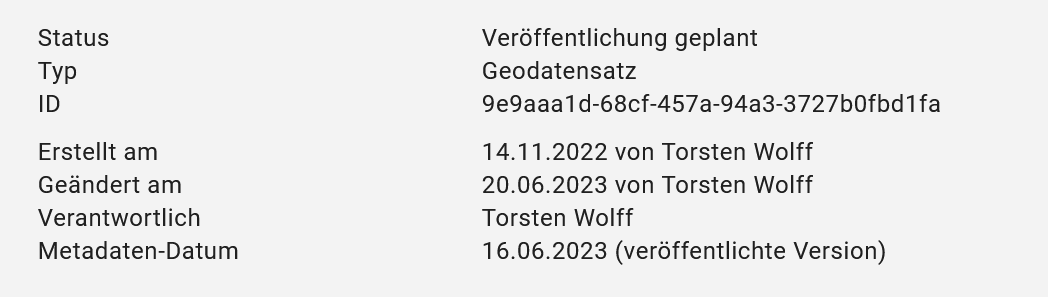 Status Veröffentlichung geplant
Typ Geodatensatz
ID 9e9aaa1d-68cf-457a-94a3-3727b0fbd1fa
Erstellt am 14.11.2022 von Torsten Wolff
Geändert am 20.06.2023 von Torsten Wolff
Verantwortlich Torsten Wolff
Metadaten-Datum 16.06.2023 (veröffentlichte Version)